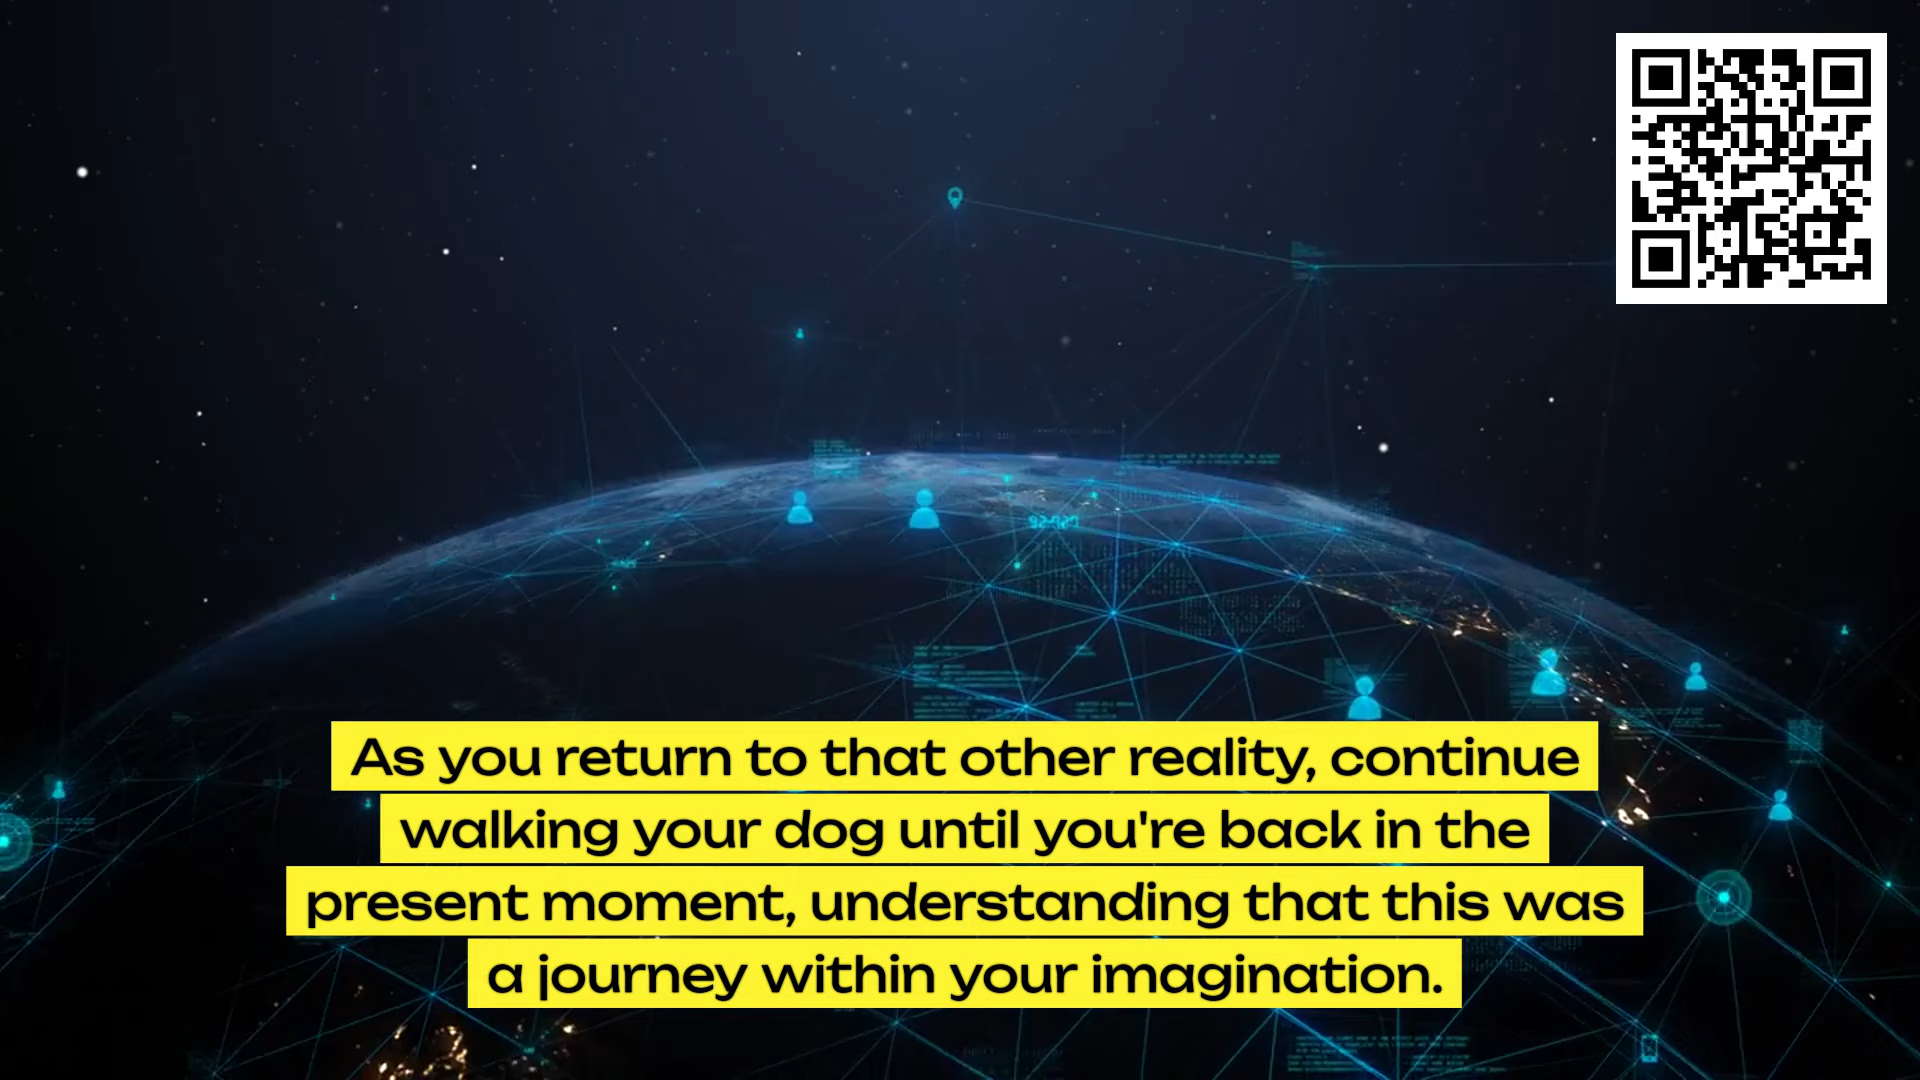 As you return to that other reality, continue
walking your dog until you're back in the
present moment, understanding that this was
a journey within your imagination.